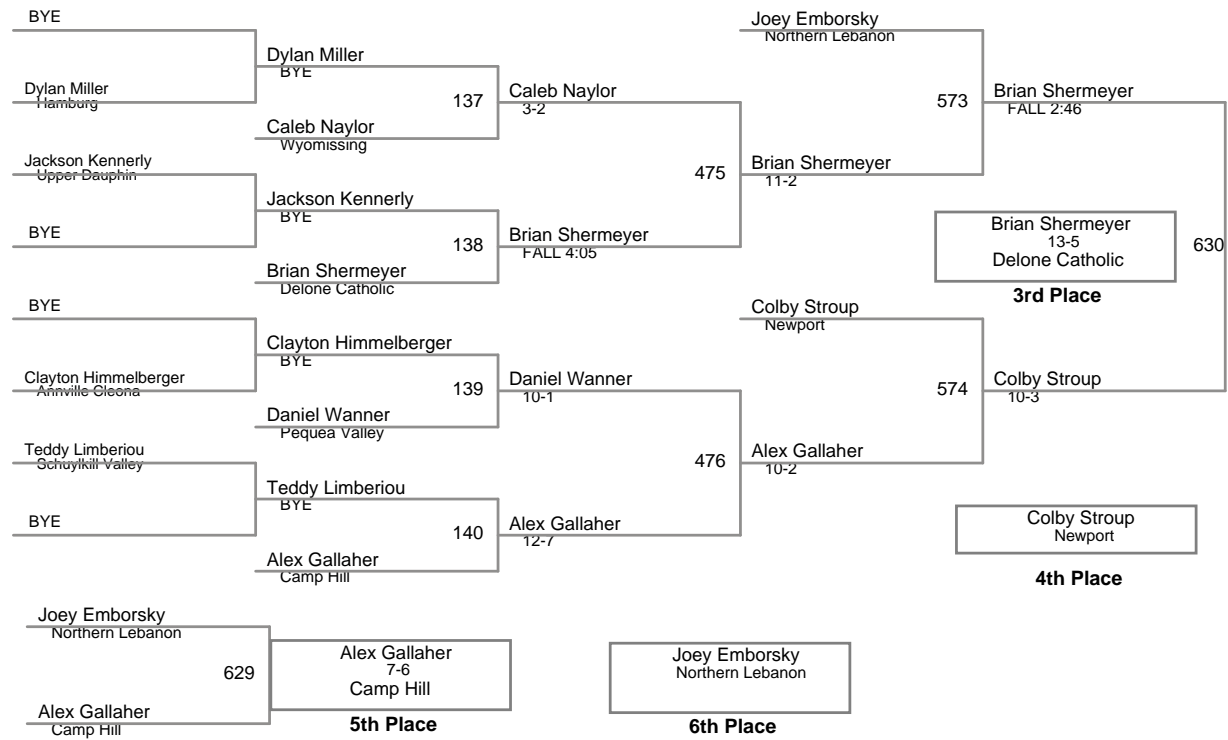 BYE
Dylan Miller
Hamburg
Jackson Kennerly
Upper Dauphin
BYE
BYE
Clayton Himmelberger
Annville Cleona
Teddy Limberiou
Schuylkill Valley
BYE
Dylan Miller
BYE
Caleb Naylor
Wyomissing
Jackson Kennerly
BYE
Brian Shermeyer
Delone Catholic
Clayton Himmelberger
BYE
Daniel Wanner
Pequea Valley
Teddy Limberiou
BYE
Alex Gallaher
Camp Hill
137
138
139
140
Caleb Naylor
3-2
Brian Shermeyer
FALL 4:05
Daniel Wanner
10-1
Alex Gallaher
12-7
475
476
Joey Emborsky
Northern Lebanon
Brian Shermeyer
11-2
Colby Stroup
Newport
Alex Gallaher
10-2
573
574
Brian Shermeyer
FALL 2:46
Colby Stroup
10-3
630
Brian Shermeyer
13-5
Delone Catholic
3rd Place
Colby Stroup
Newport
4th Place
Joey Emborsky
Northern Lebanon
629
Alex Gallaher
Camp Hill
Alex Gallaher
7-6
Camp Hill
5th Place
Joey Emborsky
Northern Lebanon
6th Place